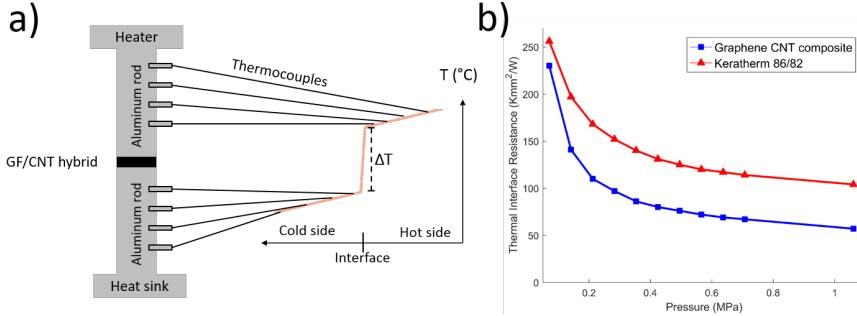 a)
Heater
Aluminum rod
Thermocouples
T (°C)
GF/CNT hybrid
ΔT
Aluminum rod
Cold side
Hot side
Interface
Heat sink
b)
Graphene CNT composite
Keratherm 86/82
Thermal Interface Resistance (Kmm²/W)
250
200
150
100
50
0
0.2
0.4
0.6
0.8
1
Pressure (MPa)